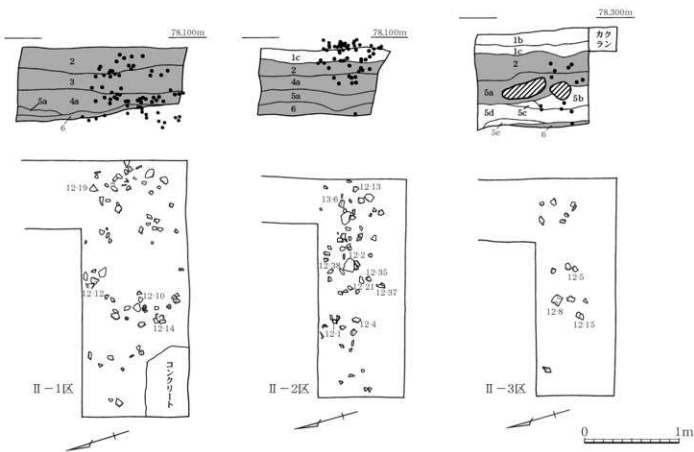 78.100m
2
3
5a
4a
6
78.100m
1c
2
4a
5a
6
78.300m
1b
1c
カクラン
2
5a
5b
5c
5d
5e
6
12-19
12-12
12-10
12-14
コンクリート
Ⅱ－1区
12-13
13-6
12-2
12-38
12-35
12-21
12-37
12-1
12-4
Ⅱ－2区
12-5
12-8
12-15
Ⅱ－3区
0 1m